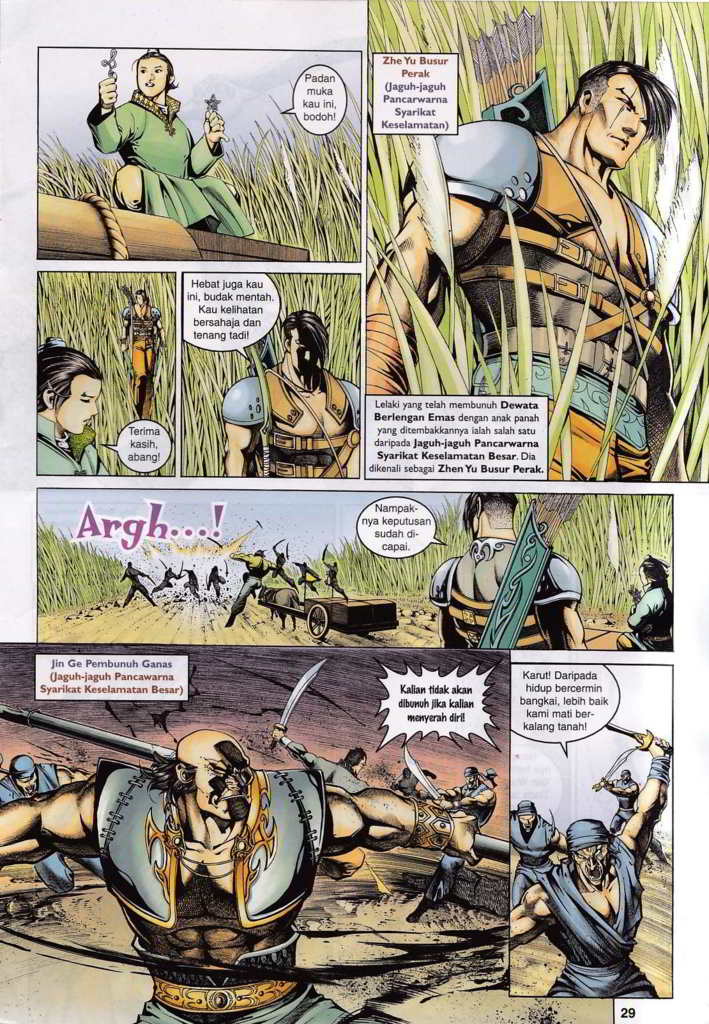 Padan
muka
kau ini,
bodoh!
Zhe Yu Busur
Perak
(Jaguh-jaguh
Pancarwarna
Syarikat
Keselamatan)
Lelaki yang telah membunuh Dewata
Berlengan Emas dengan anak panah
yang ditembakkannya ialah salah satu
daripada Jaguh-jaguh Pancarwarna
Syarikat Keselamatan Besar. Dia
dikenali sebagai Zhen Yu Busur Perak.
Terima
kasih,
abang!
Hebat juga kau
ini, budak mentah.
Kau kelihatan
bersahaja dan
tenang tadi!
Argh...!
Nampak-
nya keputusan
sudah di-
capai.
Jin Ge Pembunuh Ganas
(Jaguh-jaguh Pancawarna
Syarikat Keselamatan Besar)
Kalian tidak akan
dibunuh jika kalian
menyerah diri!
Karut! Daripada
hidup bercermin
bangkai, lebih baik
kami mati ber-
kalang tanah!
29